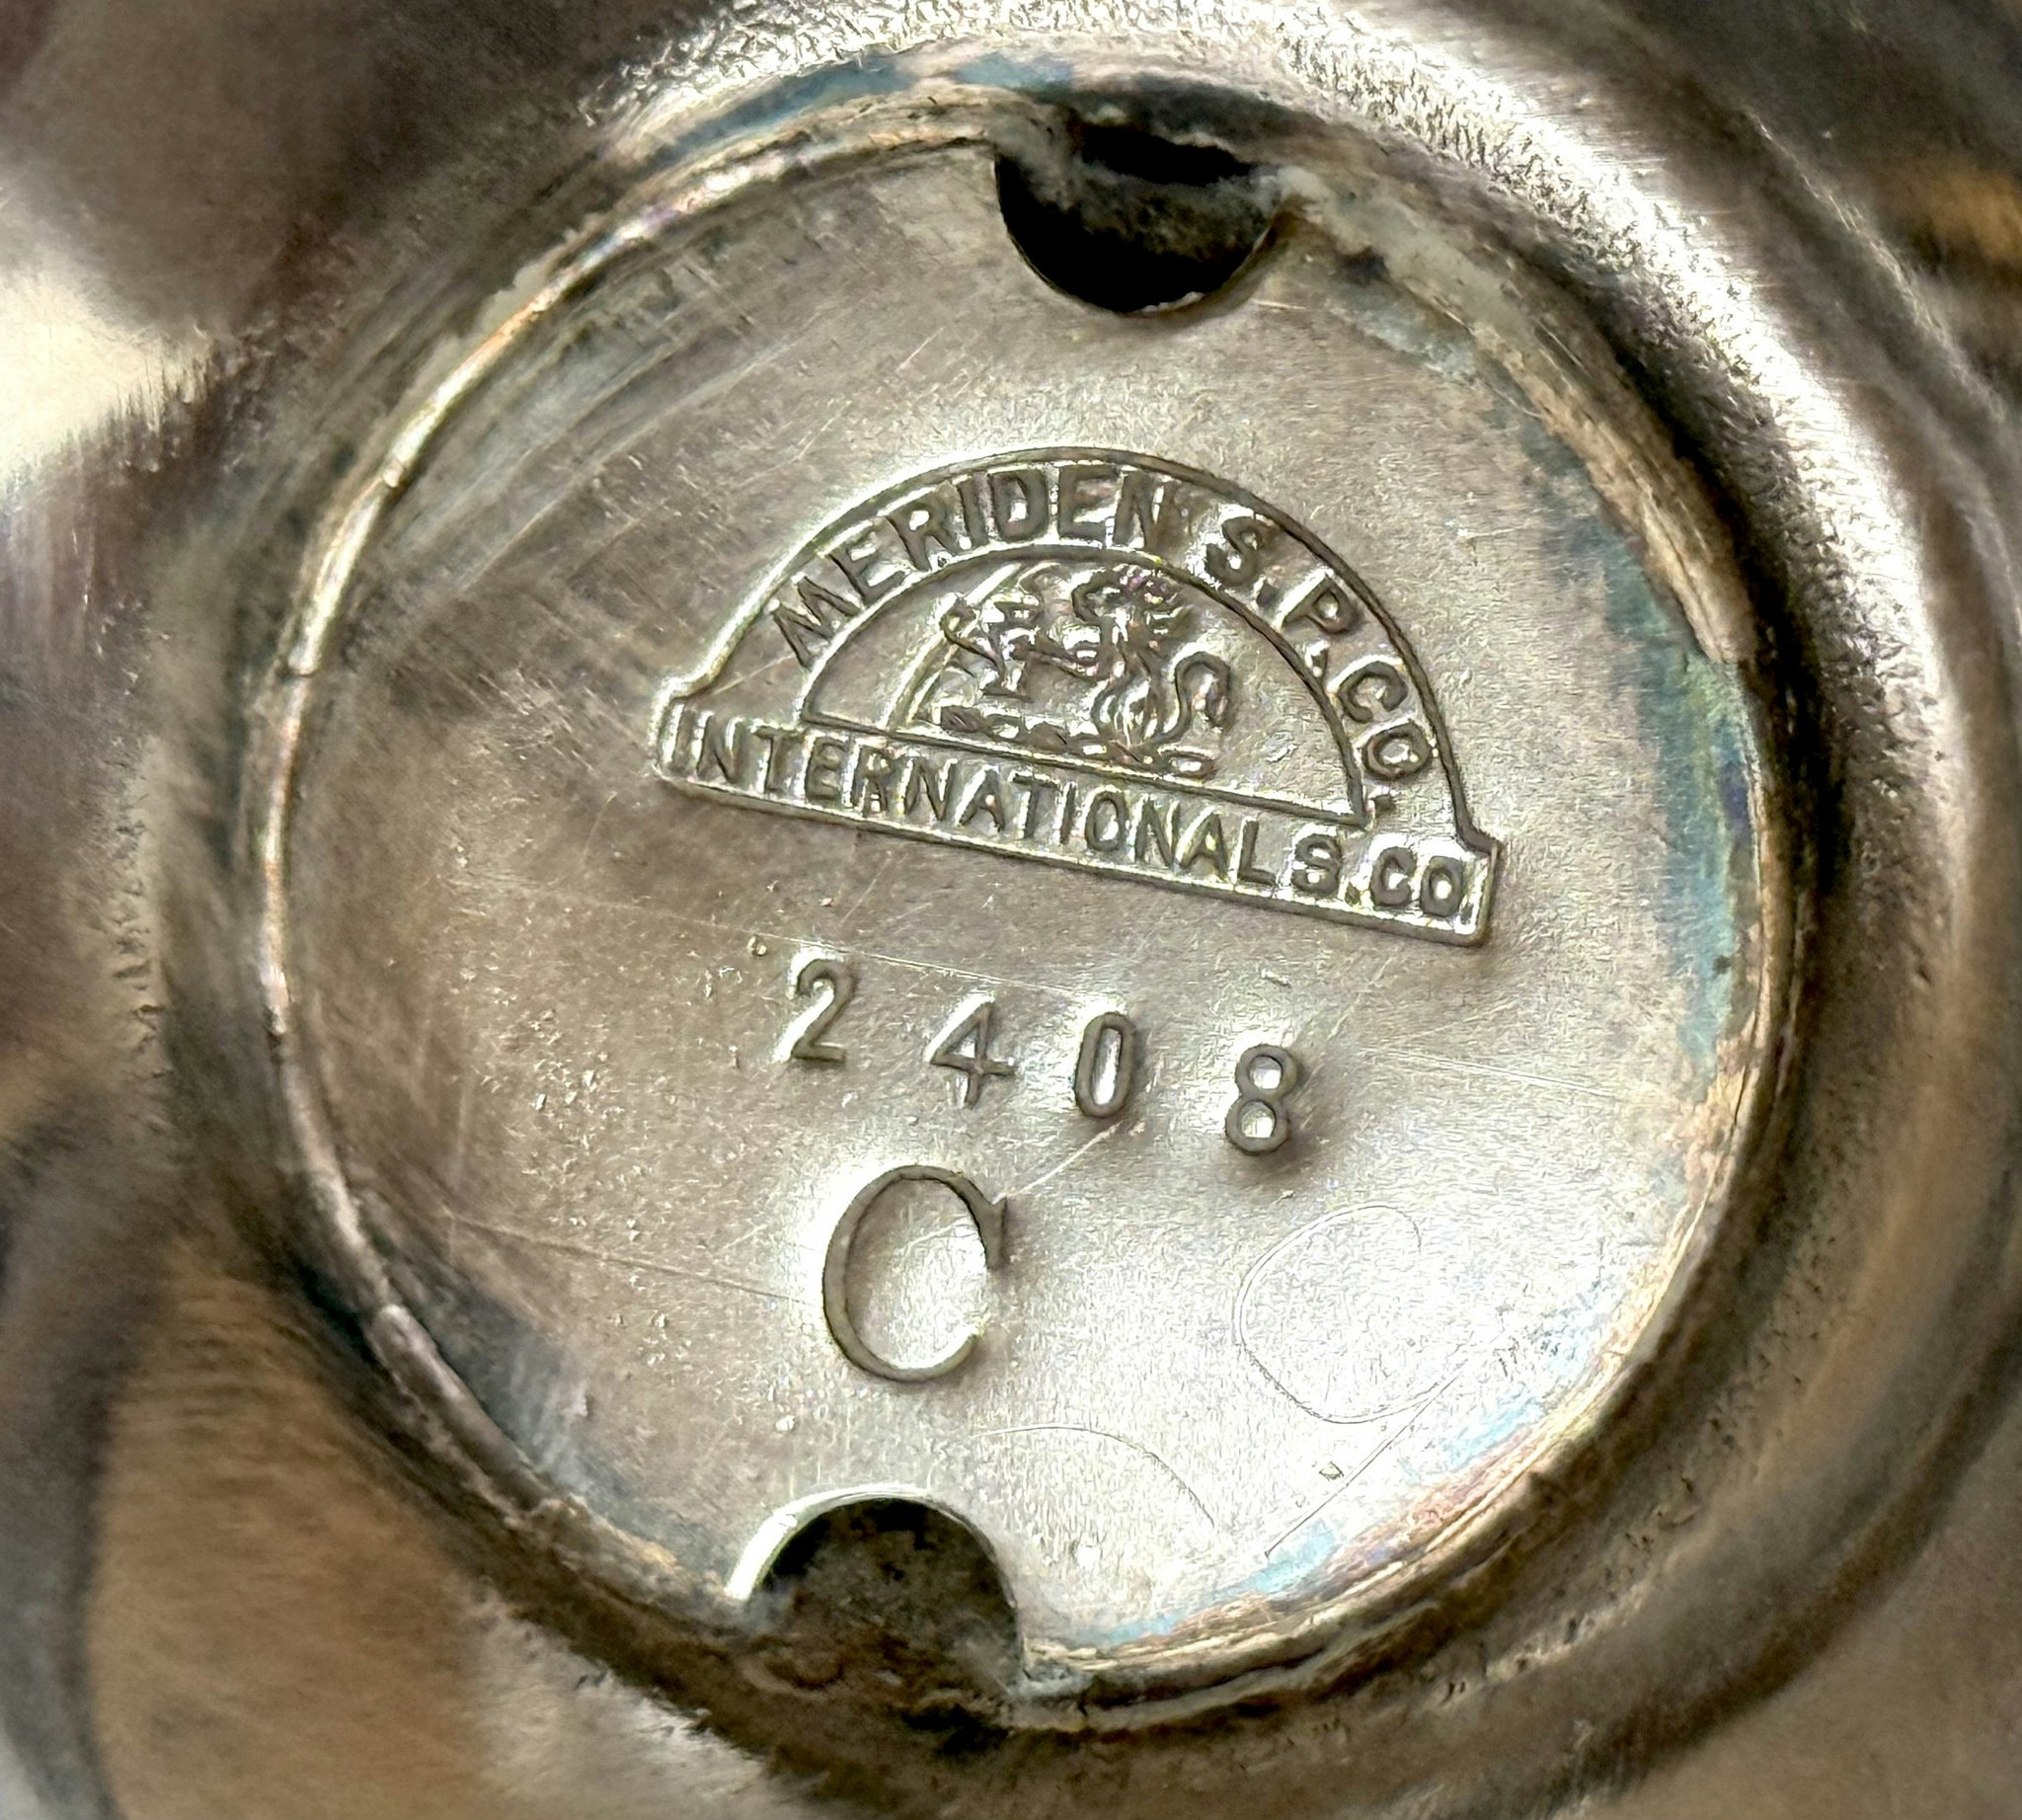 MERIDEN S.P.CO.
INTERNATIONAL S.CO.
2408
C